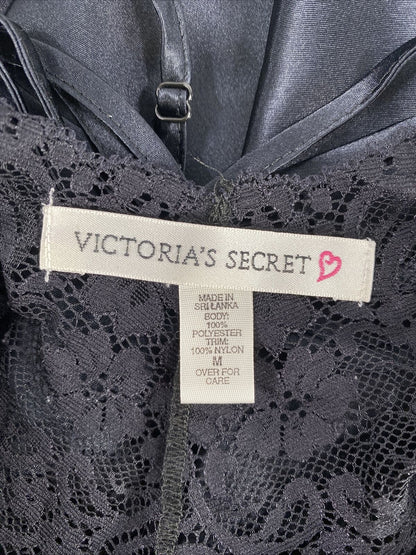 VICTORIA'S SECRET
MADE IN
SRI LANKA
BODY:
100%
POLYESTER
TRIM:
100% NYLON
M
OVER FOR
CARE